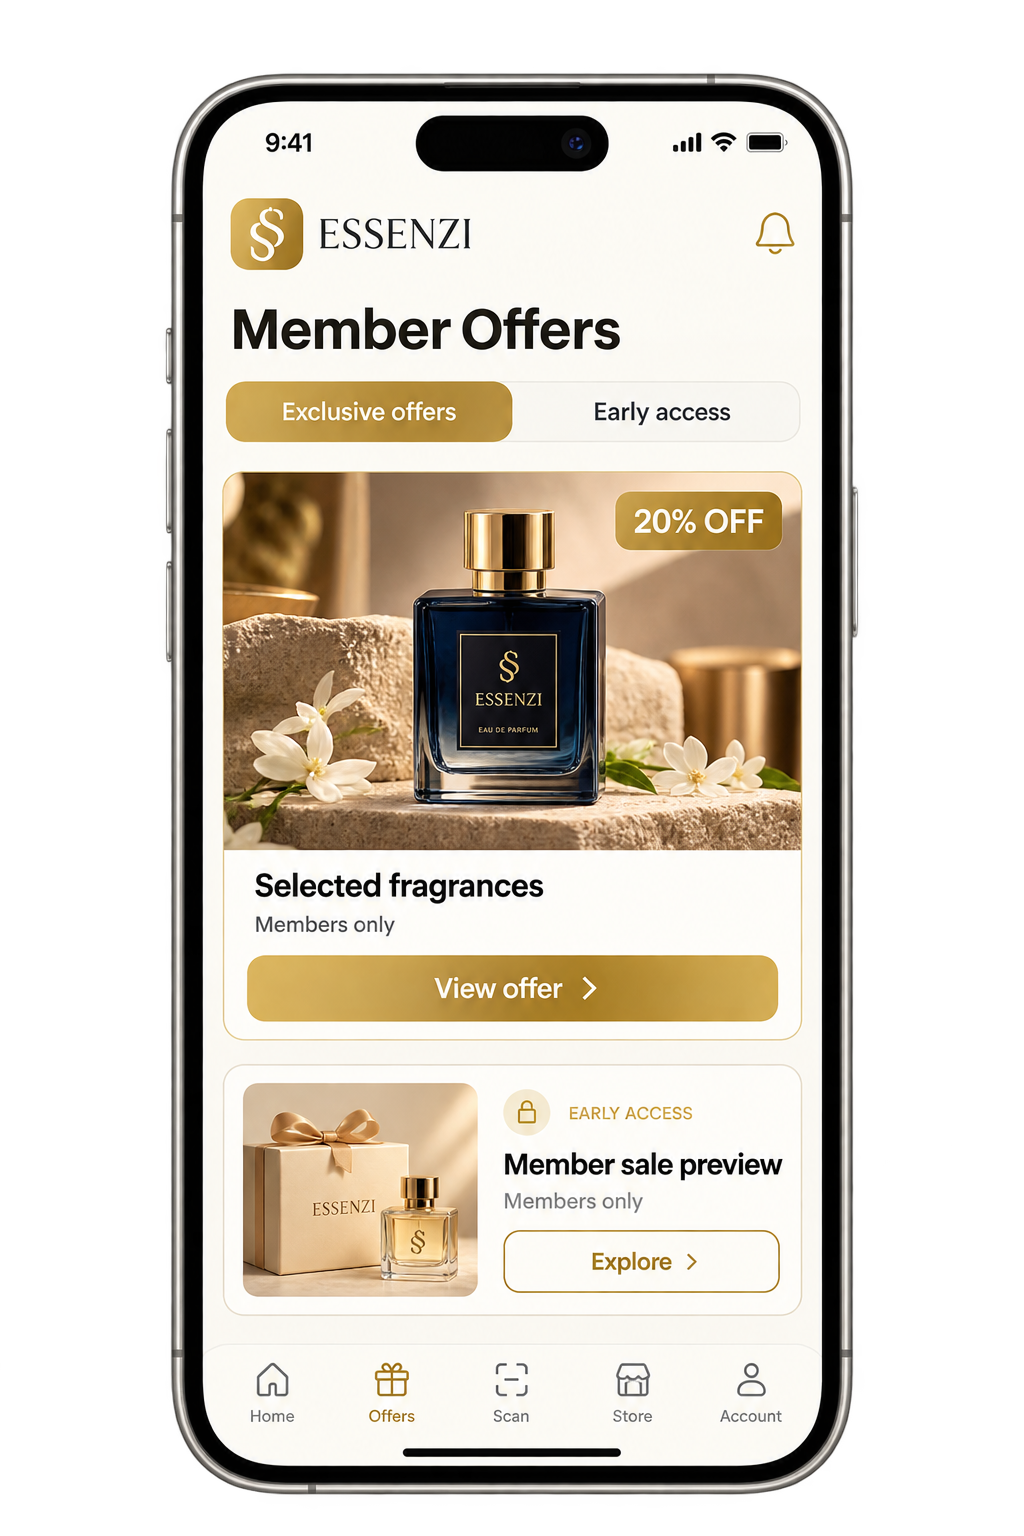 9:41
ESSENZI
Member Offers
Exclusive offers
Early access
20% OFF
ESSENZI
EAU DE PARFUM
Selected fragrances
Members only
View offer
EARLY ACCESS
Member sale preview
Members only
ESSENZI
Explore
Home
Offers
Scan
Store
Account